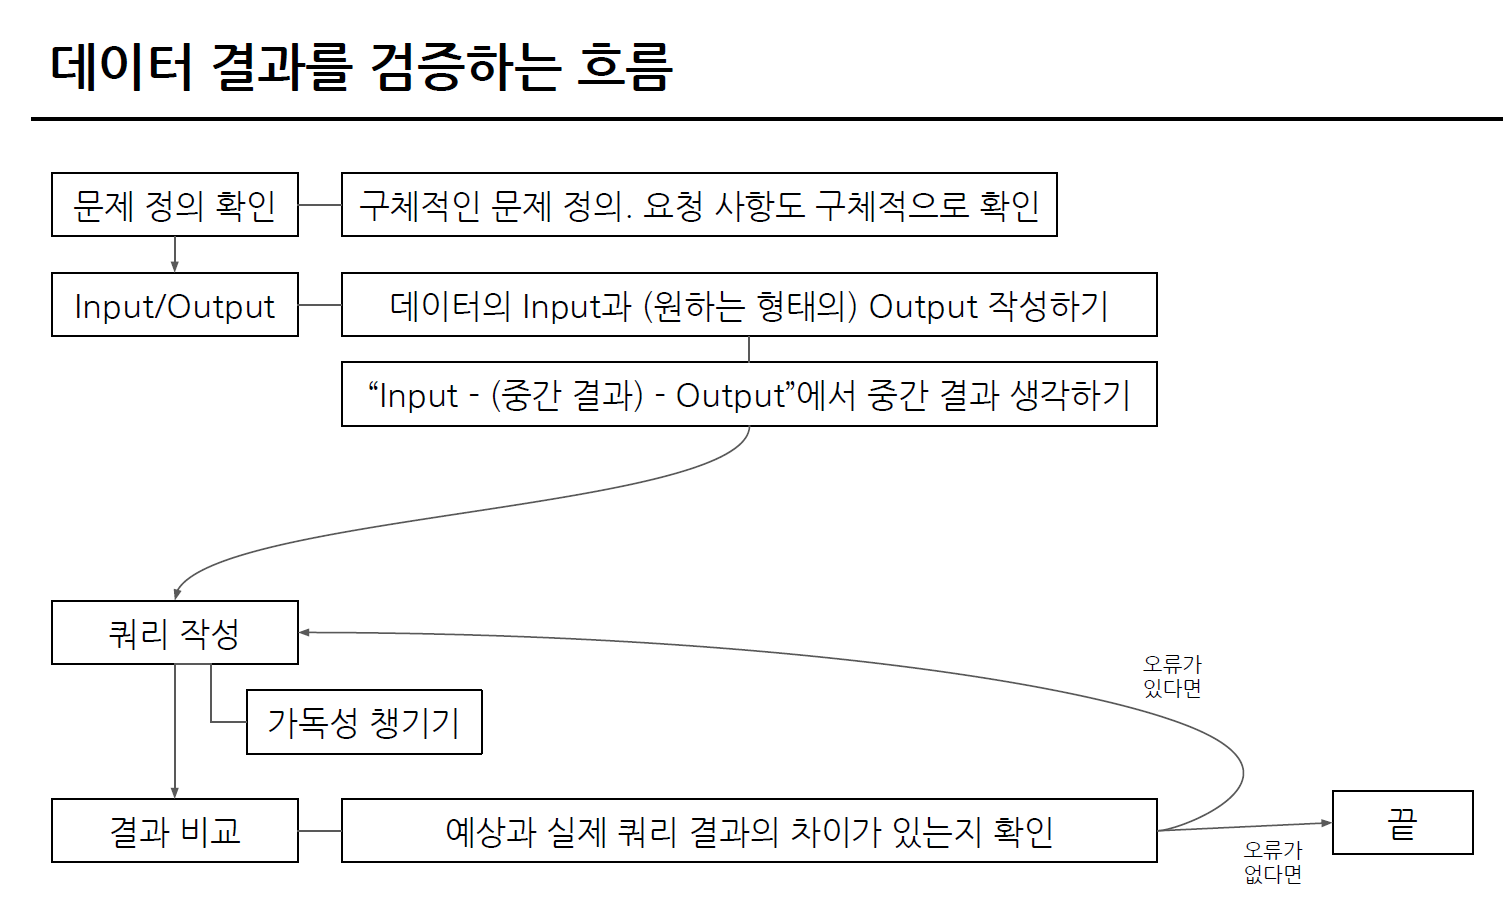 데이터 결과를 검증하는 흐름
문제 정의 확인
구체적인 문제 정의. 요청 사항도 구체적으로 확인
Input/Output
데이터의 Input과 (원하는 형태의) Output 작성하기
“Input - (중간 결과) - Output”에서 중간 결과 생각하기
쿼리 작성
가독성 챙기기
오류가
있다면
결과 비교
예상과 실제 쿼리 결과의 차이가 있는지 확인
끝
오류가
없다면